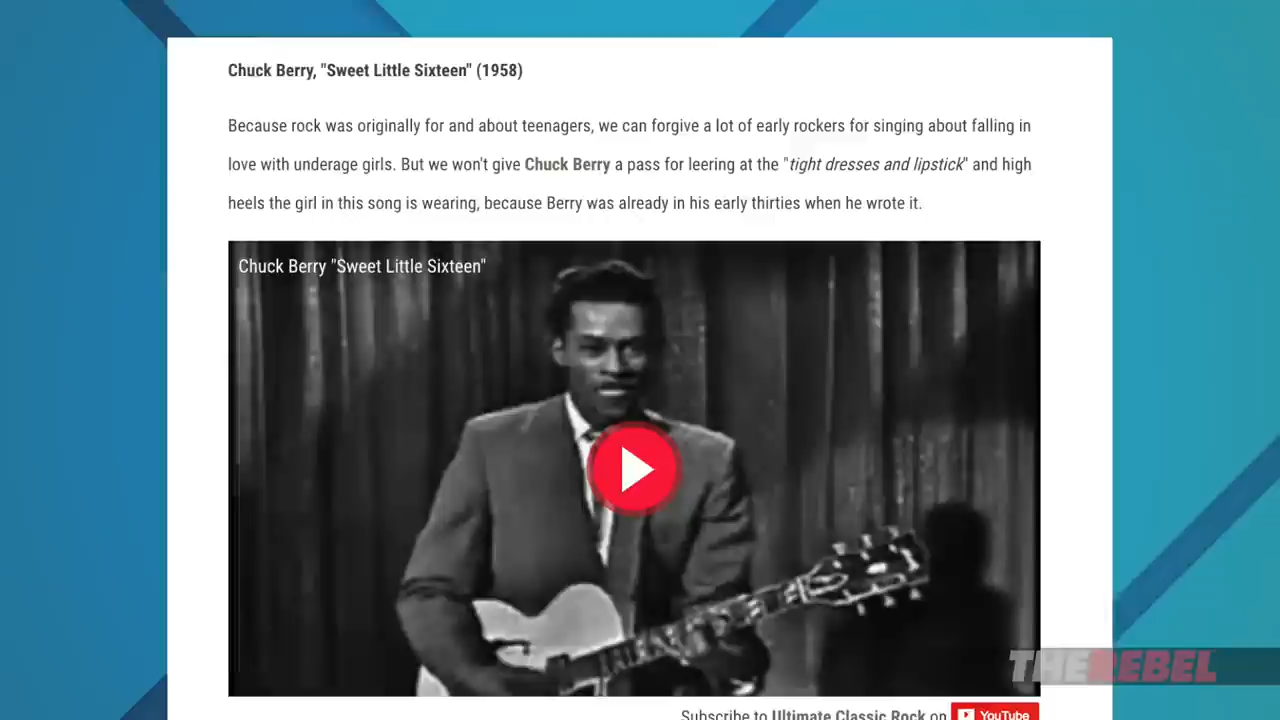 Chuck Berry, "Sweet Little Sixteen" (1958)
Because rock was originally for and about teenagers, we can forgive a lot of early rockers for singing about falling in
love with underage girls. But we won't give Chuck Berry a pass for leering at the "tight dresses and lipstick" and high
heels the girl in this song is wearing, because Berry was already in his early thirties when he wrote it.
Chuck Berry "Sweet Little Sixteen"
THEREBEL
Subscribe to Ultimate Classic Rock on YouTube